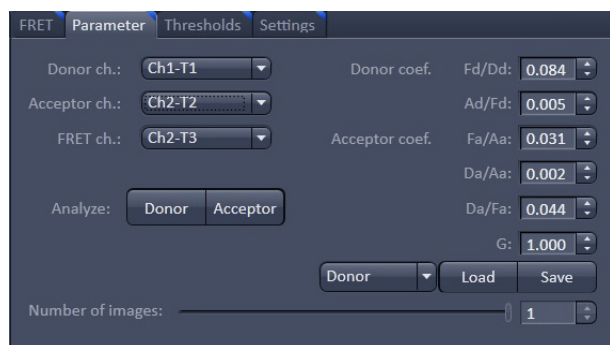 FRET Parameter Thresholds Settings
Donor ch.: Ch1-T1 Donor coef. Fd/Dd: 0.084
Acceptor ch.: Ch2-T2 Ad/Fd: 0.005
FRET ch.: Ch2-T3 Acceptor coef. Fa/Aa: 0.031
Da/Aa: 0.002
Analyze: Donor Acceptor Da/Fa: 0.044
G: 1.000
Donor Load Save
Number of images: 1